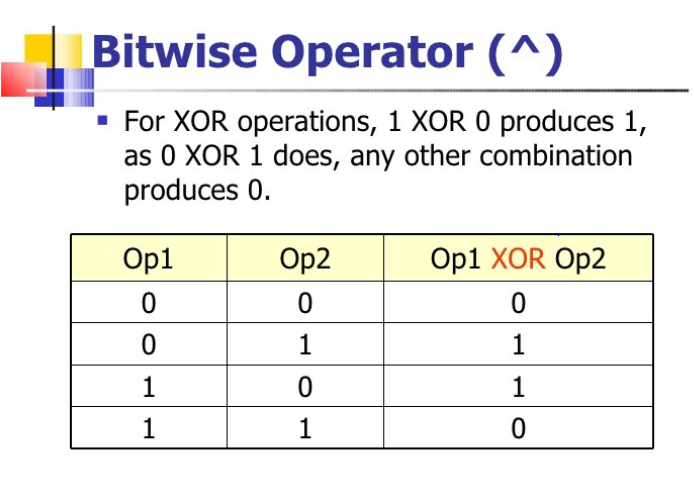 Bitwise Operator (^)
For XOR operations, 1 XOR 0 produces 1,
as 0 XOR 1 does, any other combination
produces 0.
Op1 Op2 Op1 XOR Op2
0 0 0
0 1 1
1 0 1
1 1 0